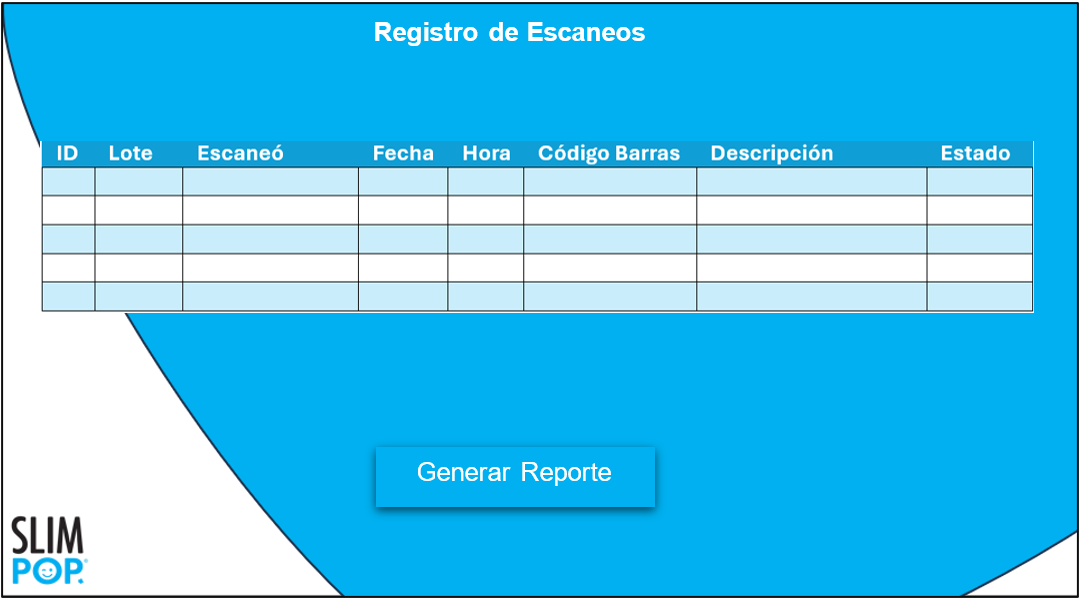 Registro de Escaneos
ID Lote Escaneó Fecha Hora Código Barras Descripción Estado
Generar Reporte
SLIM
POP.